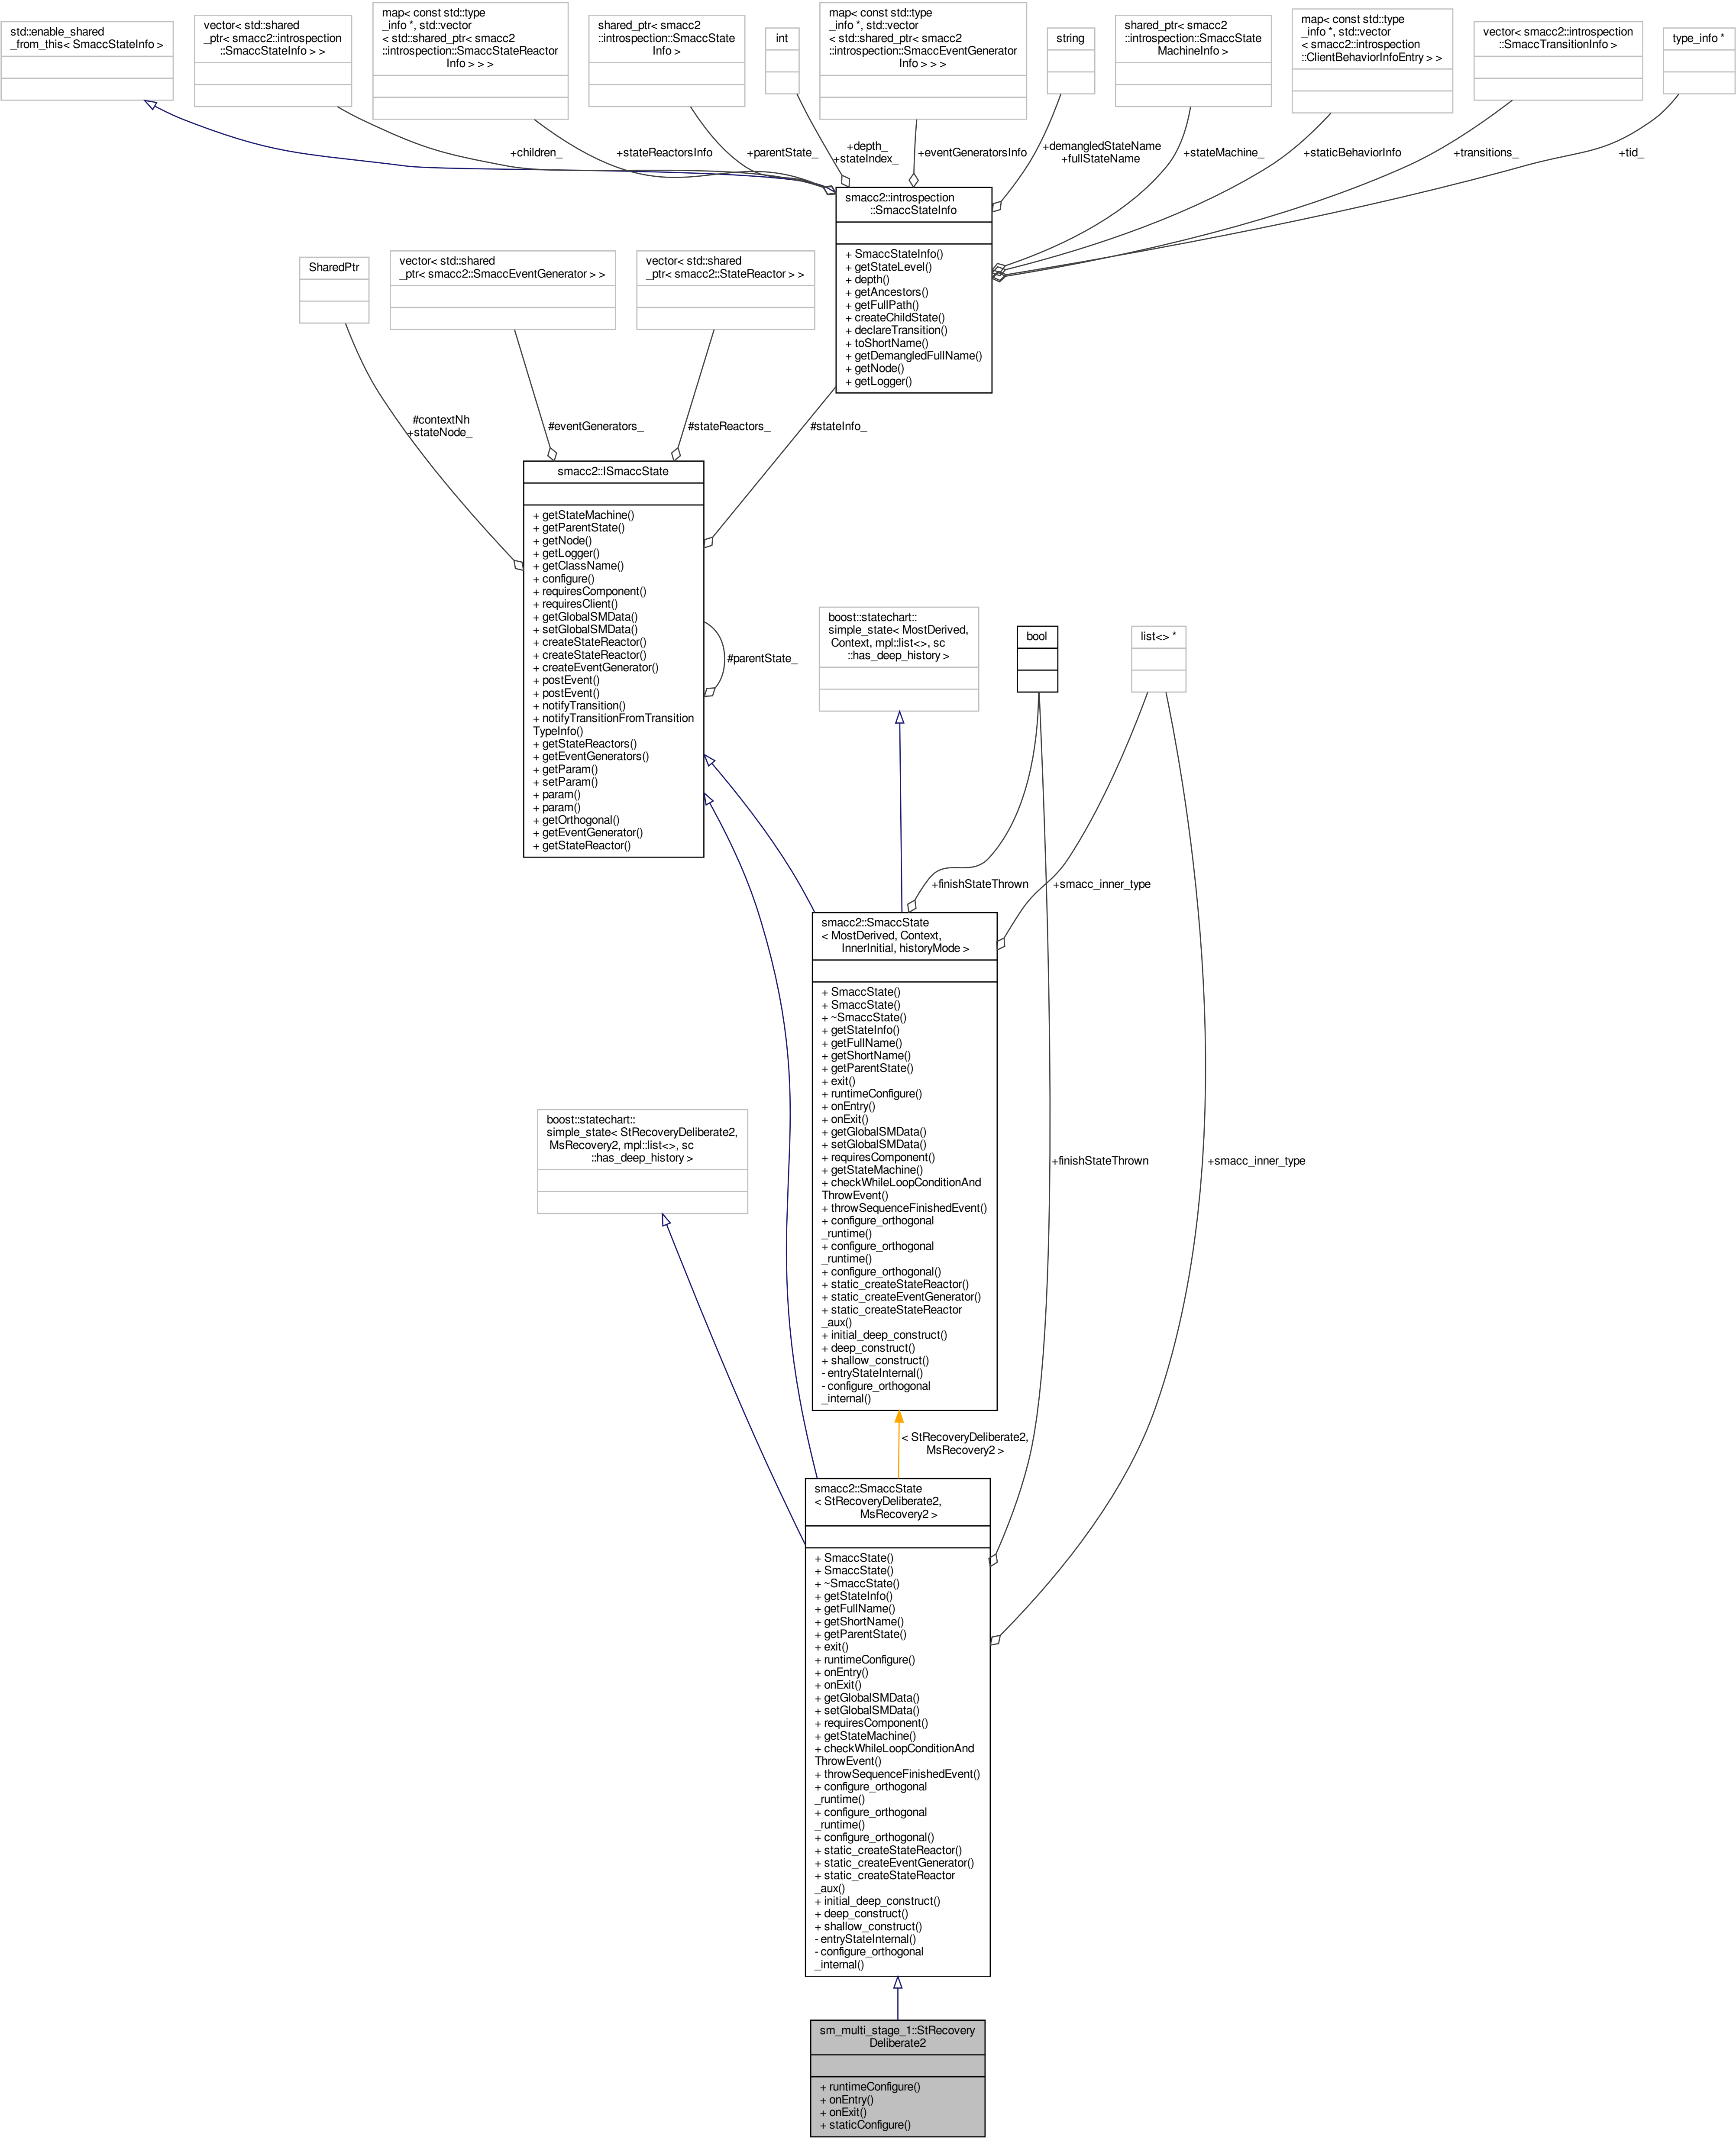 std::enable_shared
_from_this< SmaccStateInfo >
vector< std::shared
_ptr< smacc2::introspection
::SmaccStateInfo > >
map< const std::type
_info *, std::vector
< std::shared_ptr< smacc2
::introspection::SmaccStateReactor
Info > > >
shared_ptr< smacc2
::introspection::SmaccState
Info >
int
map< const std::type
_info *, std::vector
< std::shared_ptr< smacc2
::introspection::SmaccEventGenerator
Info > > >
string
shared_ptr< smacc2
::introspection::SmaccState
MachineInfo >
map< const std::type
_info *, std::vector
< smacc2::introspection
::ClientBehaviorInfoEntry > >
vector< smacc2::introspection
::SmaccTransitionInfo >
type_info *
+children_
+stateReactorsInfo
+parentState_
+depth_
+stateIndex_
+eventGeneratorsInfo
+demangledStateName
+fullStateName
+stateMachine_
+staticBehaviorInfo
+transitions_
+tid_
smacc2::introspection
::SmaccStateInfo
+ SmaccStateInfo()
+ getStateLevel()
+ depth()
+ getAncestors()
+ getFullPath()
+ createChildState()
+ declareTransition()
+ toShortName()
+ getDemangledFullName()
+ getNode()
+ getLogger()
SharedPtr
vector< std::shared
_ptr< smacc2::SmaccEventGenerator > >
vector< std::shared
_ptr< smacc2::StateReactor > >
#contextNh
+stateNode_
#eventGenerators_
#stateReactors_
#stateInfo_
smacc2::ISmaccState
+ getStateMachine()
+ getParentState()
+ getNode()
+ getLogger()
+ getClassName()
+ configure()
+ requiresComponent()
+ requiresClient()
+ getGlobalSMData()
+ setGlobalSMData()
+ createStateReactor()
+ createStateReactor()
+ createEventGenerator()
+ postEvent()
+ postEvent()
+ notifyTransition()
+ notifyTransitionFromTransition
TypeInfo()
+ getStateReactors()
+ getEventGenerators()
+ getParam()
+ setParam()
+ param()
+ param()
+ getOrthogonal()
+ getEventGenerator()
+ getStateReactor()
#parentState_
boost::statechart::
simple_state< MostDerived,
Context, mpl::list<>, sc
::has_deep_history >
bool
list<> *
+finishStateThrown
+smacc_inner_type
smacc2::SmaccState
< MostDerived, Context,
InnerInitial, historyMode >
+ SmaccState()
+ SmaccState()
+ ~SmaccState()
+ getStateInfo()
+ getFullName()
+ getShortName()
+ getParentState()
+ exit()
+ runtimeConfigure()
+ onEntry()
+ onExit()
+ getGlobalSMData()
+ setGlobalSMData()
+ requiresComponent()
+ getStateMachine()
+ checkWhileLoopConditionAnd
ThrowEvent()
+ throwSequenceFinishedEvent()
+ configure_orthogonal
_runtime()
+ configure_orthogonal
_runtime()
+ configure_orthogonal()
+ static_createStateReactor()
+ static_createEventGenerator()
+ static_createStateReactor
_aux()
+ initial_deep_construct()
+ deep_construct()
+ shallow_construct()
- entryStateInternal()
- configure_orthogonal
_internal()
boost::statechart::
simple_state< StRecoveryDeliberate2,
MsRecovery2, mpl::list<>, sc
::has_deep_history >
+finishStateThrown
+smacc_inner_type
< StRecoveryDeliberate2,
MsRecovery2 >
smacc2::SmaccState
< StRecoveryDeliberate2,
MsRecovery2 >
+ SmaccState()
+ SmaccState()
+ ~SmaccState()
+ getStateInfo()
+ getFullName()
+ getShortName()
+ getParentState()
+ exit()
+ runtimeConfigure()
+ onEntry()
+ onExit()
+ getGlobalSMData()
+ setGlobalSMData()
+ requiresComponent()
+ getStateMachine()
+ checkWhileLoopConditionAnd
ThrowEvent()
+ throwSequenceFinishedEvent()
+ configure_orthogonal
_runtime()
+ configure_orthogonal
_runtime()
+ configure_orthogonal()
+ static_createStateReactor()
+ static_createEventGenerator()
+ static_createStateReactor
_aux()
+ initial_deep_construct()
+ deep_construct()
+ shallow_construct()
- entryStateInternal()
- configure_orthogonal
_internal()
sm_multi_stage_1::StRecovery
Deliberate2
+ runtimeConfigure()
+ onEntry()
+ onExit()
+ staticConfigure()